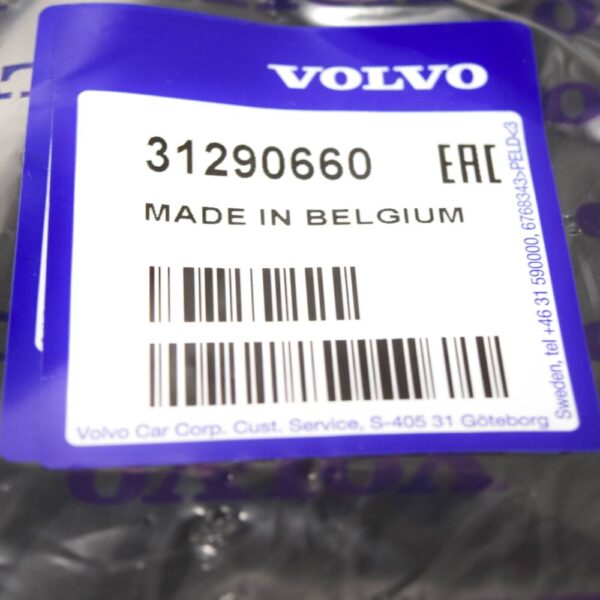 VOLVO
31290660
EAC
MADE IN BELGIUM
Volvo Car Corp. Cust. Service, S-405 31 Göteborg
Sweden, tel +46 31 590000, 6768343>PELD<3
VOLVO